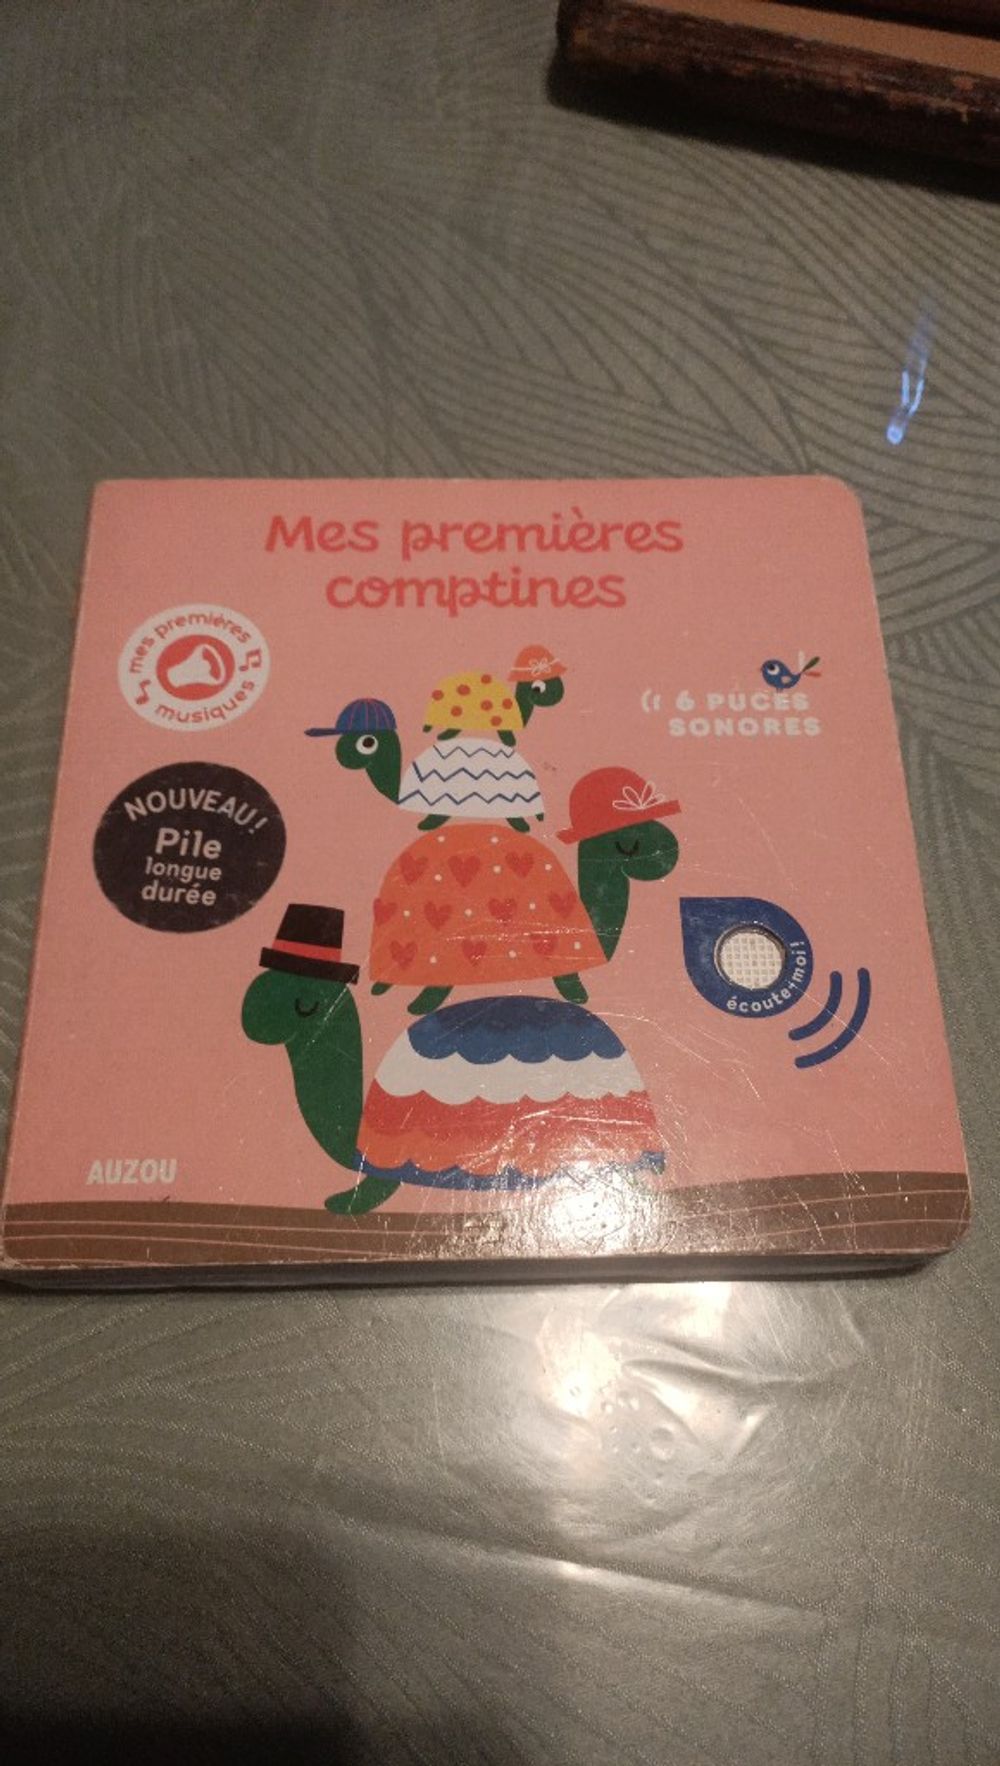 Mes premières
comptines
mes premières
musiques
6 PUCES
SONORES
NOUVEAU!
Pile
longue
durée
écoute-moi!
AUZOU